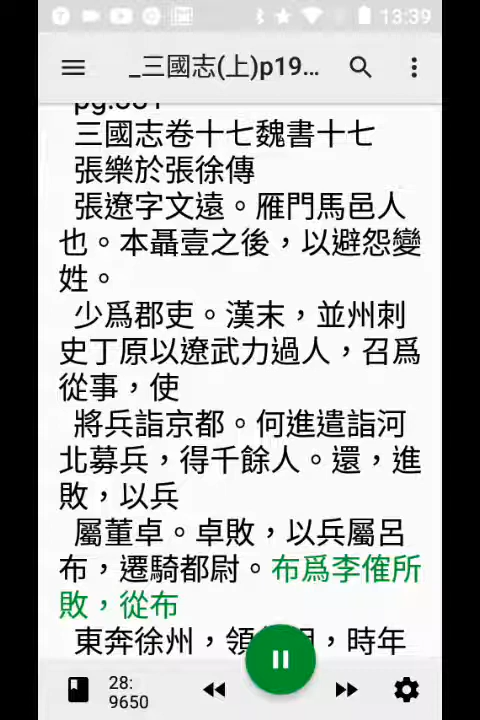 13:39
_三國志(上)p19...
三國志卷十七魏書十七
張樂於張徐傳
張遼字文遠。雁門馬邑人
也。本聶壹之後，以避怨變
姓。
少爲郡吏。漢末，並州刺
史丁原以遼武力過人，召爲
從事，使
將兵詣京都。何進遣詣河
北募兵，得千餘人。還，進
敗，以兵
屬董卓。卓敗，以兵屬呂
布，遷騎都尉。布爲李傕所
敗，從布
東奔徐州，領，時年
28:
9650